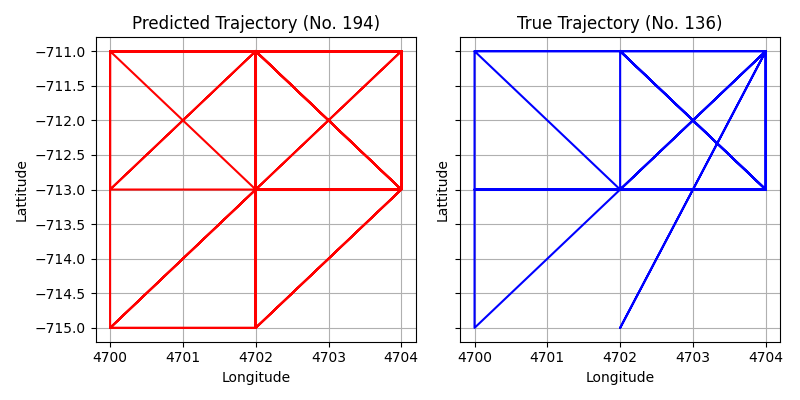 Predicted Trajectory (No. 194)
True Trajectory (No. 136)
−711.0
−711.5
−712.0
−712.5
−713.0
−713.5
−714.0
−714.5
−715.0
Lattitude
Lattitude
4700 4701 4702 4703 4704
4700 4701 4702 4703 4704
Longitude
Longitude